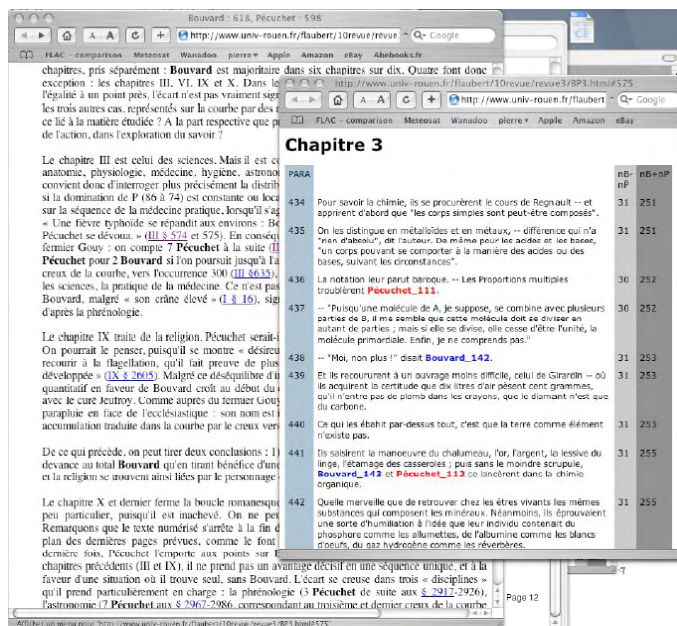 Bouvard : 618, Pécuchet : 598
http://www.univ-rouen.fr/flaubert/10revue/revue
Google
FLAC – comparison Meteosat Wanadoo pierre Apple Amazon eBay Abebooks.fr
chapitres, pris séparément : Bouvard est majoritaire dans six chapitres sur dix. Quatre font donc
exception : les chapitres III, VI, IX et X. Dans le
l'égalité à un point près, l'écart n'est pas vraiment sign
les trois autres cas, représentés sur la courbe par des
ce lié à la matière étudiée ? A la part respective que p
de l'action, dans l'exploration du savoir ?
Le chapitre III est celui des sciences. Mais il est c
anatomie, physiologie, médecine, hygiène, astrono
convient donc d'interroger plus précisément la distrib
si la domination de P (86 à 74) est constante ou loca
sur la séquence de la médecine pratique, lorsqu'il s'ag
« Une fièvre typhoïde se répandit aux environs : Bo
Pécuchet se dévoua. » (III § 574 et 575). En conséqu
fermier Gouy : on compte 7 Pécuchet à la suite (II
Pécuchet pour 2 Bouvard si l'on poursuit jusqu'à l'a
creux de la courbe, vers l'occurrence 300 (III §635),
les sciences, la pratique de la médecine. Ce n'est pas
Bouvard, malgré « son crâne élevé » (I § 16), sig
d'après la phrénologie.
Le chapitre IX traite de la religion. Pécuchet serait-i
On pourrait le penser, puisqu'il se montre « désireu
recourir à la flagellation, qu'il fait preuve de plus
développée » (IX § 2605). Malgré ce déséquilibre d'i
quantitatif en faveur de Bouvard croît au début du
avec le curé Jeufroy. Comme auprès du fermier Gouy
parapluie en face de l'ecclésiastique : son nom est i
accumulation traduite dans la courbe par le creux vers
De ce qui précède, on peut tirer deux conclusions : 1)
devance au total Bouvard qu'en tirant bénéfice d'une
et la religion se trouvent ainsi liées par le personnage
Le chapitre X et dernier ferme la boucle romanesqu
peu particulier, puisqu'il est inachevé. On ne pe
Remarquons que le texte numérisé s'arrête à la fin d
plan des dernières pages prévues, comme le font
dernière fois, Pécuchet l'emporte aux points sur B
chapitres précédents (III et IX), il ne prend pas un avantage décisif en une séquence unique, et à la
faveur d'une situation où il trouve seul, sans Bouvard. L'écart se creuse dans trois « disciplines »
qu'il prend particulièrement en charge : la phrénologie (3 Pécuchet de suite aux § 2917-2926),
l'astronomie (7 Pécuchet aux § 2967-2986, correspondant au troisième et dernier creux de la courbe
Afficher un menu pour "http://www.univ-rouen.fr/flaubert/10revue/revue3/8P3.html#575"
http://www.univ-rouen.fr/flaubert/10revue/revue3/8P3.html#575
http://www.univ-rouen.fr/flaubert
Google
FLAC – comparison Meteosat Wanadoo pierre Apple Amazon eBay
Chapitre 3
PARA nB-nP nB+nP
434 Pour savoir la chimie, ils se procurèrent le cours de Regnault -- et 31 251
apprirent d'abord que "les corps simples sont peut-être composés".
435 On les distingue en métalloïdes et en métaux, -- différence qui n'a 31 251
"rien d'absolu", dit l'auteur. De même pour les acides et les bases,
"un corps pouvant se comporter à la manière des acides ou des
bases, suivant les circonstances".
436 La notation leur parut baroque. -- Les Proportions multiples 30 252
troublèrent Pécuchet_111.
437 -- "Puisqu'une molécule de A, je suppose, se combine avec plusieurs 30 252
parties de B, il me semble que cette molécule doit se diviser en
autant de parties ; mais si elle se divise, elle cesse d'être l'unité, la
molécule primordiale. Enfin, je ne comprends pas."
438 -- "Moi, non plus !" disait Bouvard_142. 31 253
439 Et ils recoururent à un ouvrage moins difficile, celui de Girardin -- où 31 253
ils acquirent la certitude que dix litres d'air pèsent cent grammes,
qu'il n'entre pas de plomb dans les crayons, que le diamant n'est que
du carbone.
440 Ce qui les ébahit par-dessus tout, c'est que la terre comme élément 31 253
n'existe pas.
441 Ils saisirent la manoeuvre du chalumeau, l'or, l'argent, la lessive du 31 255
linge, l'étamage des casseroles ; puis sans le moindre scrupule,
Bouvard_143 et Pécuchet_112 se lancèrent dans la chimie
organique.
442 Quelle merveille que de retrouver chez les êtres vivants les mêmes 31 255
substances qui composent les minéraux. Néanmoins, ils éprouvaient
une sorte d'humiliation à l'idée que leur individu contenait du
phosphore comme les allumettes, de l'albumine comme les blancs
d'oeufs, du gaz hydrogène comme les réverbères.
Page 12